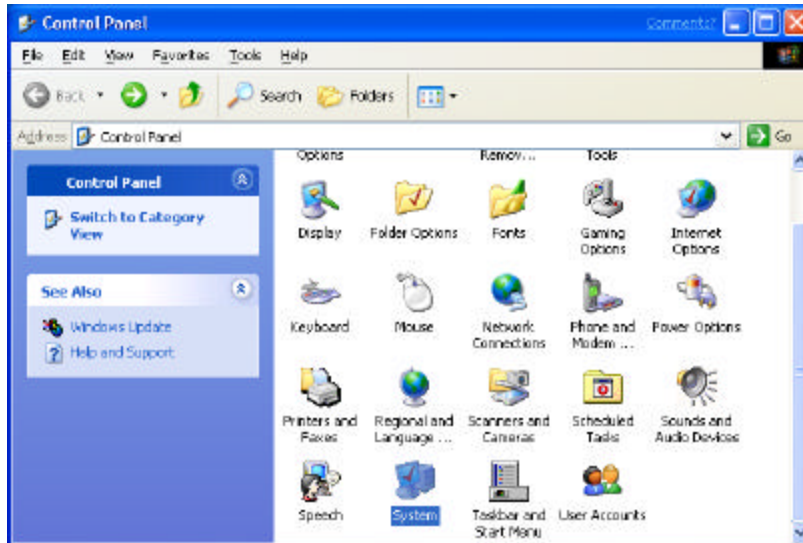 Control Panel
Comments?
File Edit View Favorites Tools Help
Back Search Folders
Address Control Panel Go
Options Remov... Tools
Control Panel
Switch to Category
View
See Also
Windows Update
Help and Support
Display Folder Options Fonts Gaming
Options Internet
Options
Keyboard Mouse Network
Connections Phone and
Modem ... Power Options
Printers and
Faxes Regional and
Language ... Scanners and
Cameras Scheduled
Tasks Sounds and
Audio Devices
Speech System Taskbar and
Start Menu User Accounts